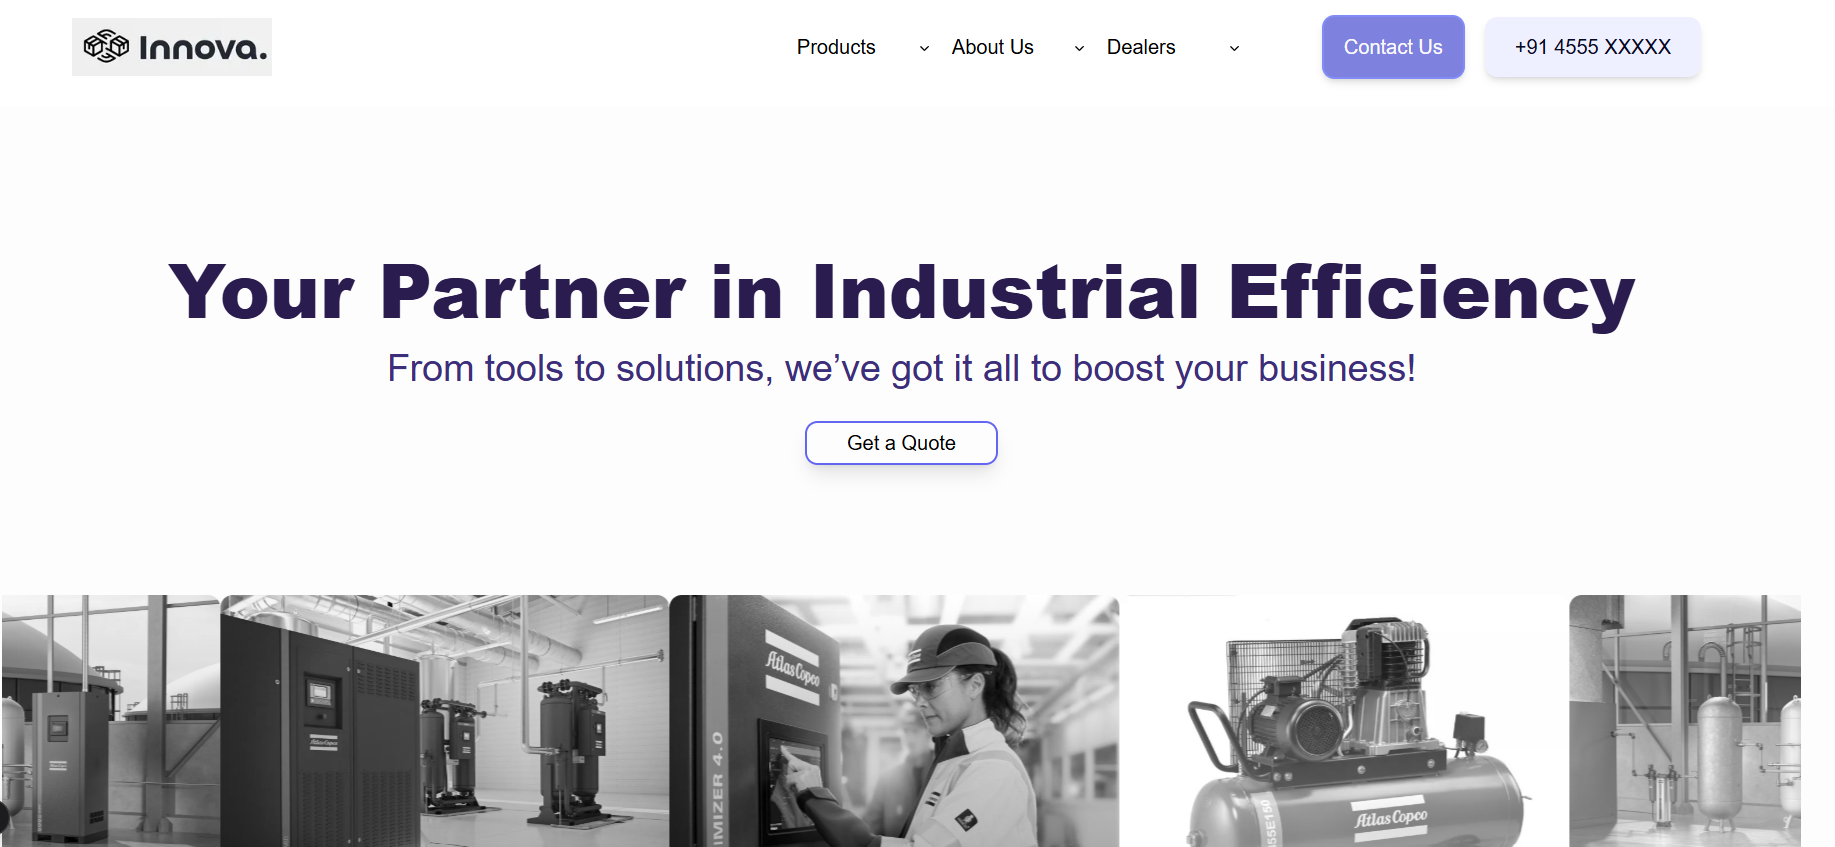 Innova.
Products
About Us
Dealers
Contact Us
+91 4555 XXXXX
Your Partner in Industrial Efficiency
From tools to solutions, we’ve got it all to boost your business!
Get a Quote
Atlas Copco
Atlas Copco
IMIZER 4.0
55E150
Atlas Copco